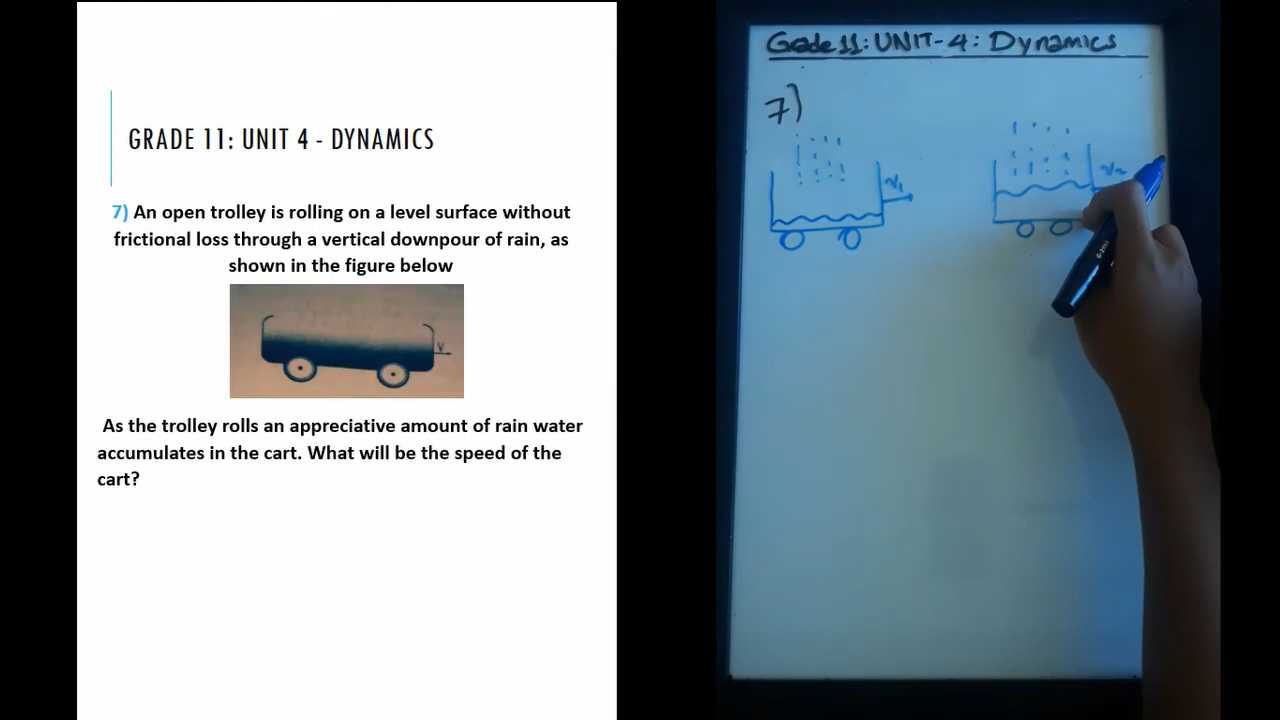 GRADE 11: UNIT 4 - DYNAMICS
7) An open trolley is rolling on a level surface without
frictional loss through a vertical downpour of rain, as
shown in the figure below
V
As the trolley rolls an appreciative amount of rain water
accumulates in the cart. What will be the speed of the
cart?
Grade 11: UNIT-4: Dynamics
7)
V1
V2